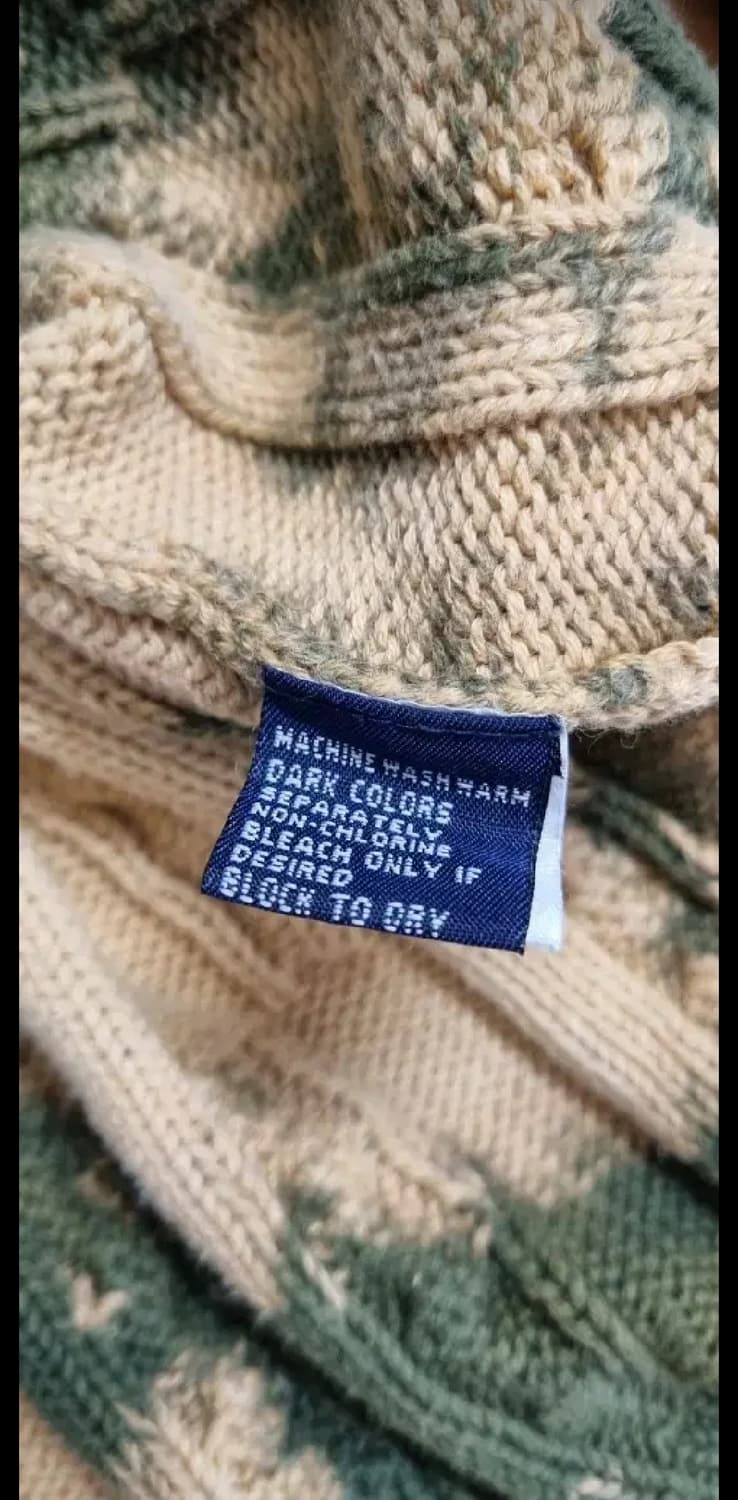 MACHINE WASH WARM
DARK COLORS
SEPARATELY
NON-CHLORINE
BLEACH ONLY IF
DESIRED
BLOCK TO DRY